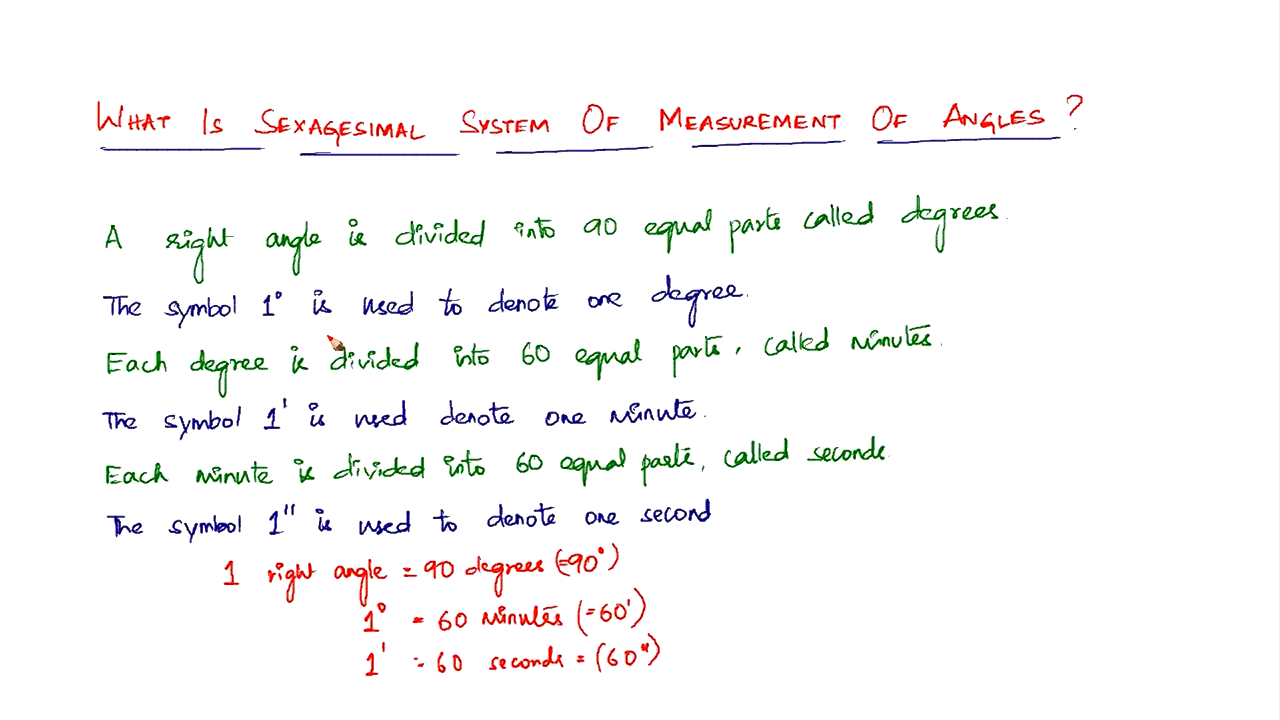 WHAT IS SEXAGESIMAL SYSTEM OF MEASUREMENT OF ANGLES?
A right angle is divided into 90 equal parts called degrees.
The symbol 1° is used to denote one degree.
Each degree is divided into 60 equal parts, called minutes.
The symbol 1' is used denote one minute.
Each minute is divided into 60 equal parts, called seconds.
The symbol 1" is used to denote one second
1 right angle = 90 degrees (=90°)
1° = 60 minutes (=60')
1' = 60 seconds = (60")